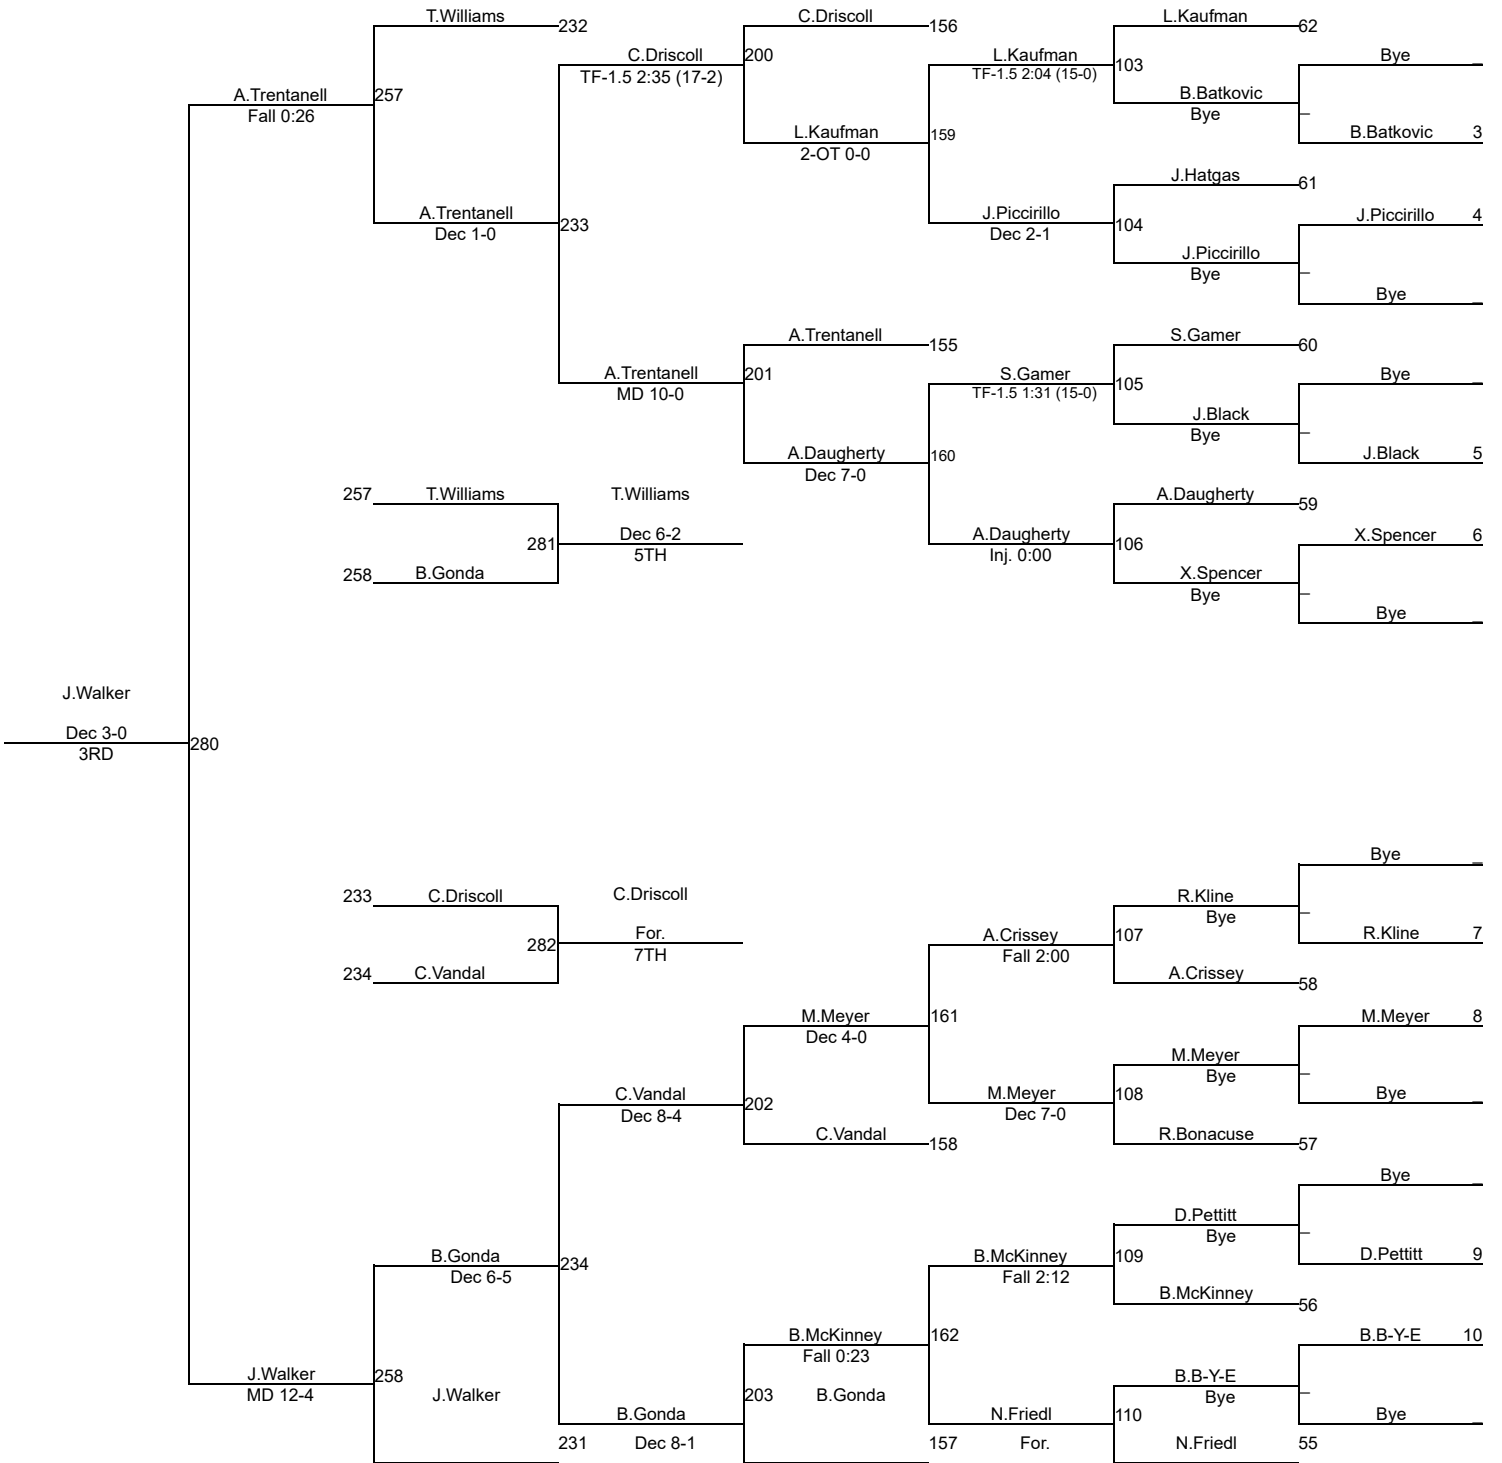 T.Williams
232
C.Driscoll
156
L.Kaufman
62
C.Driscoll
TF-1.5 2:35 (17-2)
200
L.Kaufman
TF-1.5 2:04 (15-0)
103
Bye
A.Trentanell
Fall 0:26
257
B.Batkovic
Bye
L.Kaufman
2-OT 0-0
159
B.Batkovic 3
J.Hatgas
61
A.Trentanell
Dec 1-0
233
J.Piccirillo
Dec 2-1
104
J.Piccirillo 4
J.Piccirillo
Bye
Bye
A.Trentanell
155
S.Gamer
60
A.Trentanell
MD 10-0
201
S.Gamer
TF-1.5 1:31 (15-0)
105
Bye
J.Black
Bye
A.Daugherty
Dec 7-0
160
J.Black 5
257 T.Williams
T.Williams
A.Daugherty
59
281
Dec 6-2
5TH
A.Daugherty
Inj. 0:00
106
X.Spencer 6
258 B.Gonda
X.Spencer
Bye
Bye
J.Walker
Dec 3-0
3RD
280
Bye
233 C.Driscoll
C.Driscoll
R.Kline
Bye
282
For.
7TH
A.Crissey
Fall 2:00
107
R.Kline 7
234 C.Vandal
A.Crissey
58
M.Meyer
Dec 4-0
161
M.Meyer 8
M.Meyer
Bye
C.Vandal
Dec 8-4
202
M.Meyer
Dec 7-0
108
Bye
C.Vandal
158
R.Bonacuse
57
Bye
D.Pettitt
Bye
B.Gonda
Dec 6-5
234
B.McKinney
Fall 2:12
109
D.Pettitt 9
B.McKinney
56
B.McKinney
Fall 0:23
162
B.B-Y-E 10
J.Walker
MD 12-4
258
J.Walker
203
B.Gonda
B.B-Y-E
Bye
B.Gonda
N.Friedl
110
Bye
231
Dec 8-1
157
For.
N.Friedl
55